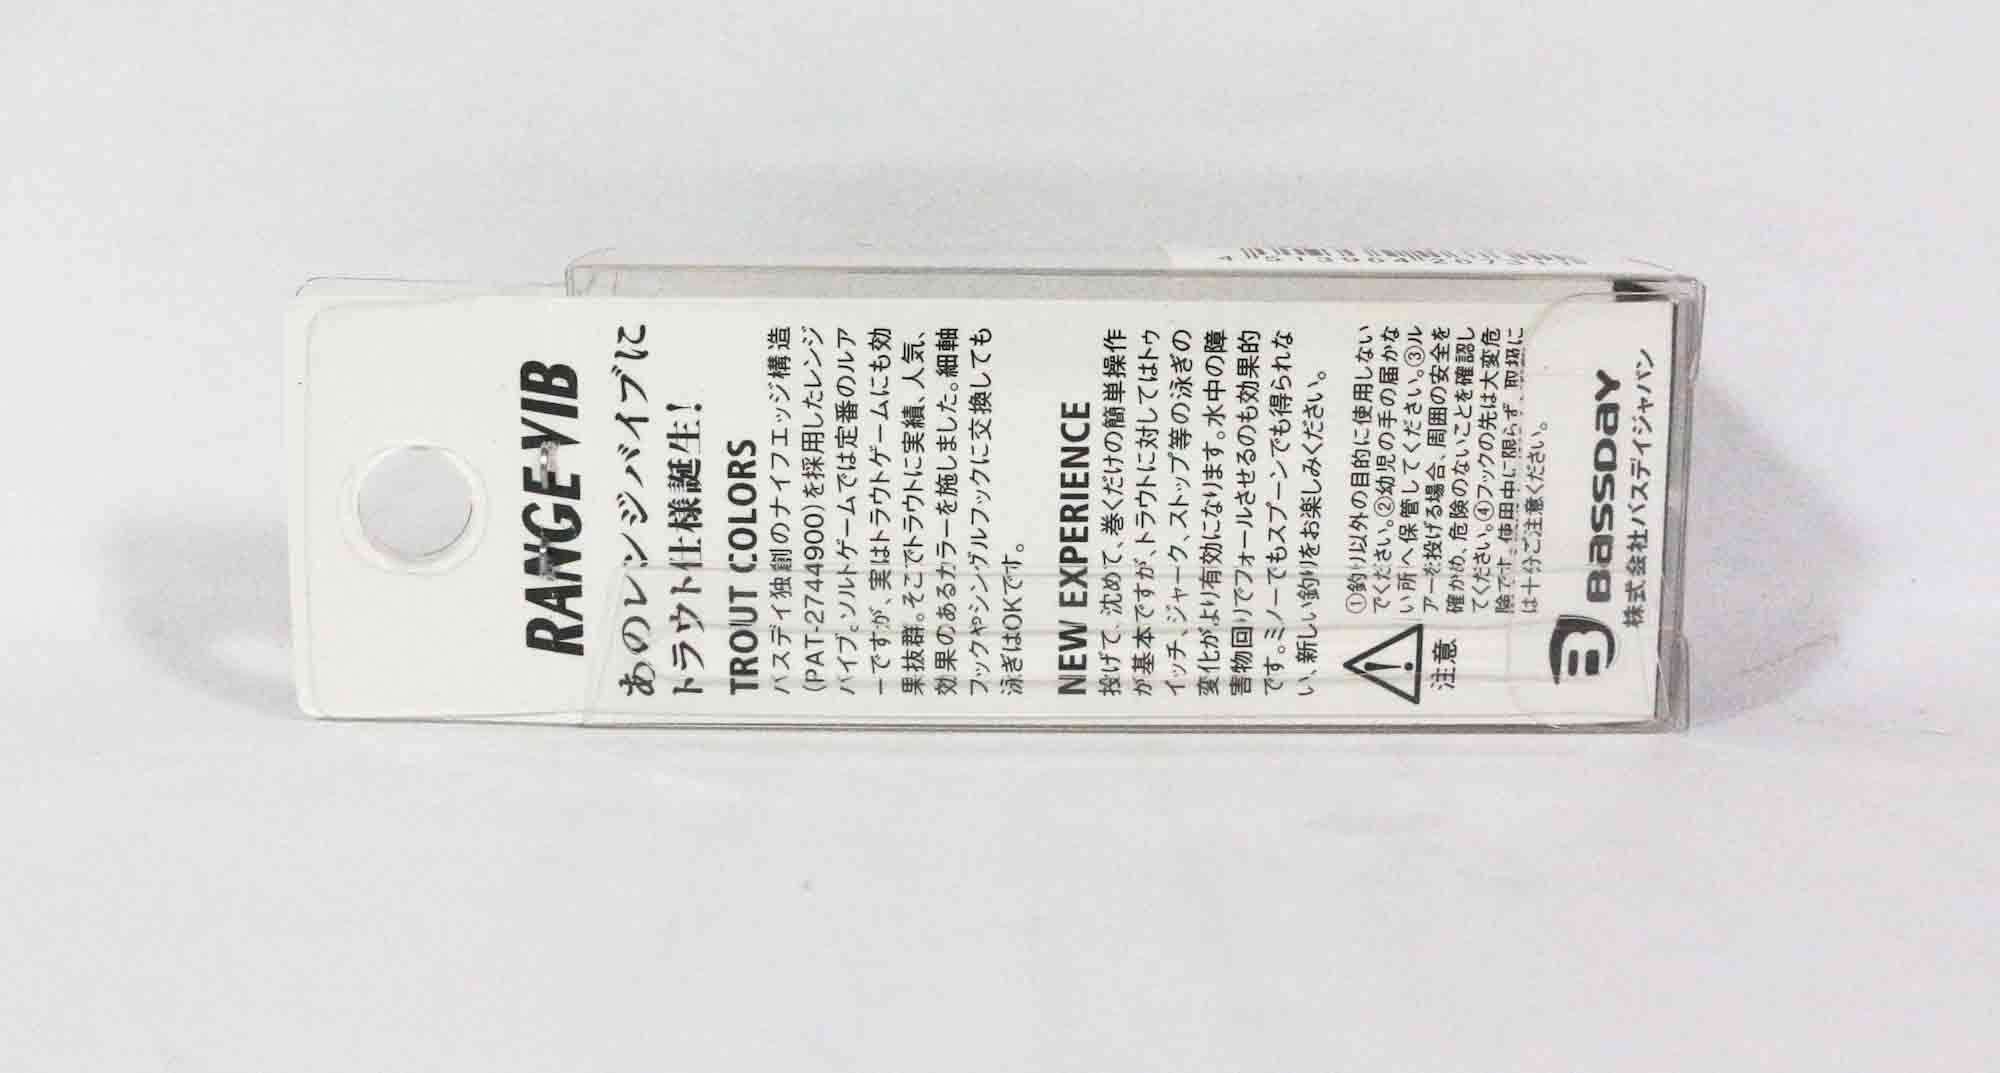 RANGE VIB
あのレンジバイブに
トラウト仕様誕生!
TROUT COLORS
バスデイ独創のナイフエッジ構造
(PAT-2744900)を採用したレンジ
バイブ。ソルトゲームでは定番のルア
ーですが、実はトラウトゲームにも効
果抜群。そこでトラウトに実績、人気、
効果のあるカラーを施しました。細軸
フックやシングルフックに交換しても
泳ぎはOKです。
NEW EXPERIENCE
投げて、沈めて、巻くだけの簡単操作
が基本ですが、トラウトに対してはトゥ
イッチ、ジャーク、ストップ等の泳ぎの
変化がより有効になります。水中の障
害物回りでフォールさせるのも効果的
です。ミノーでもスプーンでも得られな
い、新しい釣りをお楽しみください。
注意
①釣り以外の目的に使用しない
でください。②幼児の手の届かな
い所へ保管してください。③ル
アーを投げる場合、周囲の安全を
確かめ、危険のないことを確認し
てください。④フックの先は大変危
険です。使用中に限らず、取扱に
は十分ご注意ください。
Bassday
株式会社バスデイジャパン